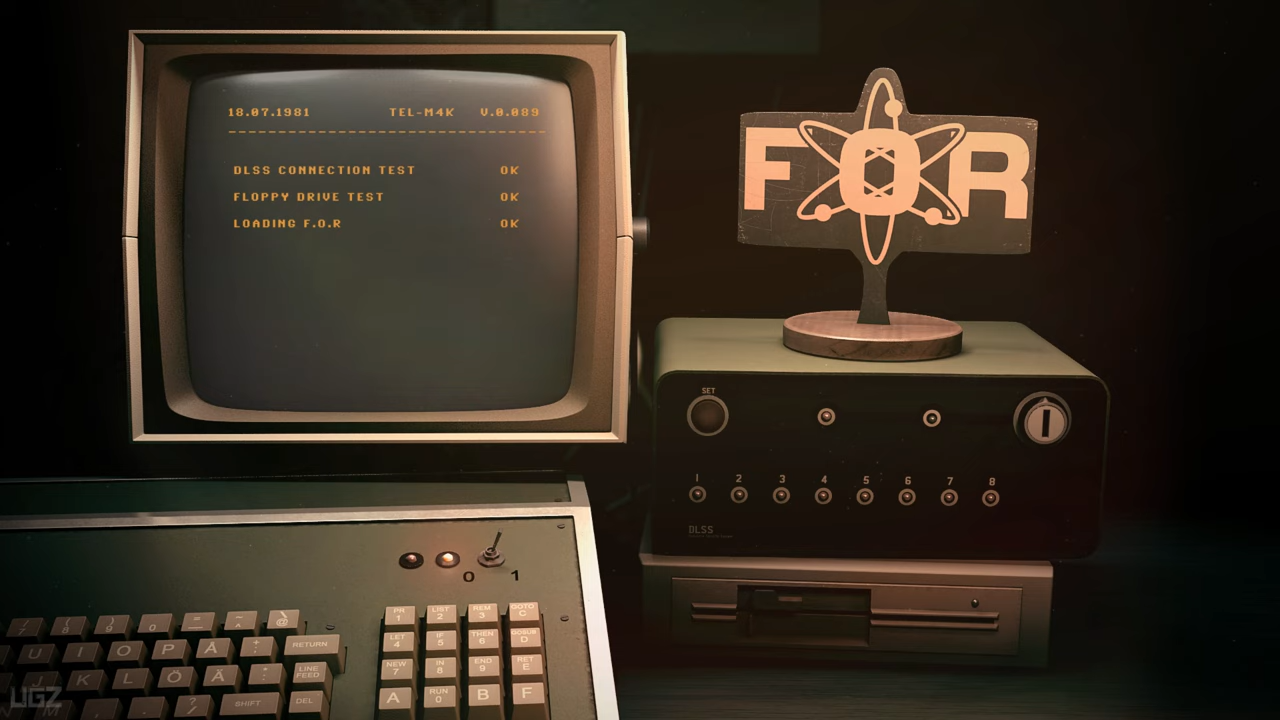 18.07.1981 TEL-M4K V.0.089
--------------------------------
DLSS CONNECTION TEST OK
FLOPPY DRIVE TEST OK
LOADING F.O.R OK
FOR
SET
1 2 3 4 5 6 7 8
DLSS
0 1
PR 1 LIST 2 REM 3 GOTO C
LET 4 IF 5 THEN 6 GOSUB D
NEW 7 IN 8 END 9 RET E
A RUN 0 B F
0 = @
U I O P Å RETURN
J K L Ö Ä LINE FEED
M SHIFT DEL
UGZ